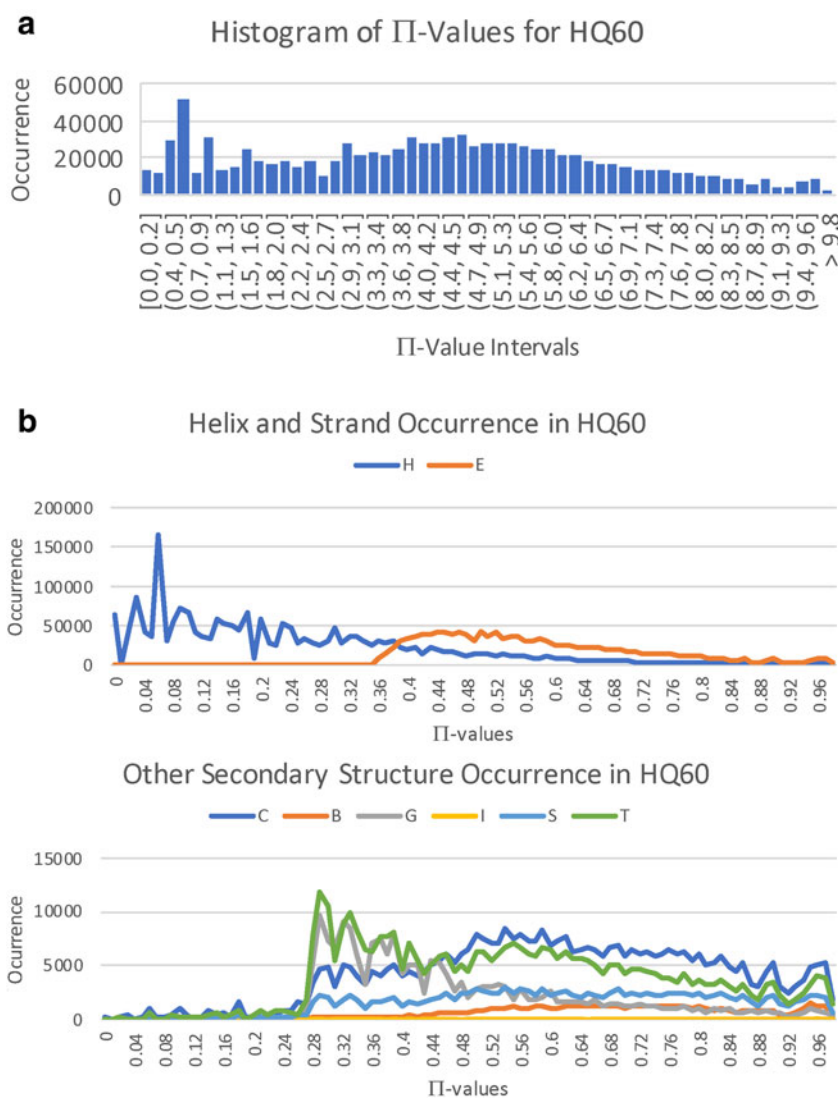 a
Histogram of Π-Values for HQ60
Occurrence
60000
40000
20000
0
[0.0, 0.2]
(0.4, 0.5]
(0.7, 0.9]
(1.1, 1.3]
(1.5, 1.6]
(1.8, 2.0]
(2.2, 2.4]
(2.5, 2.7]
(2.9, 3.1]
(3.3, 3.4]
(3.6, 3.8]
(4.0, 4.2]
(4.4, 4.5]
(4.7, 4.9]
(5.1, 5.3]
(5.4, 5.6]
(5.8, 6.0]
(6.2, 6.4]
(6.5, 6.7]
(6.9, 7.1]
(7.3, 7.4]
(7.6, 7.8]
(8.0, 8.2]
(8.3, 8.5]
(8.7, 8.9]
(9.1, 9.3]
(9.4, 9.6]
> 9.8
Π-Value Intervals
b
Helix and Strand Occurrence in HQ60
H E
Occurrence
200000
150000
100000
50000
0
0 0.04 0.08 0.12 0.16 0.2 0.24 0.28 0.32 0.36 0.4 0.44 0.48 0.52 0.56 0.6 0.64 0.68 0.72 0.76 0.8 0.84 0.88 0.92 0.96
Π-values
Other Secondary Structure Occurrence in HQ60
C B G I S T
Ocurrence
15000
10000
5000
0
0 0.04 0.08 0.12 0.16 0.2 0.24 0.28 0.32 0.36 0.4 0.44 0.48 0.52 0.56 0.6 0.64 0.68 0.72 0.76 0.8 0.84 0.88 0.92 0.96
Π-values